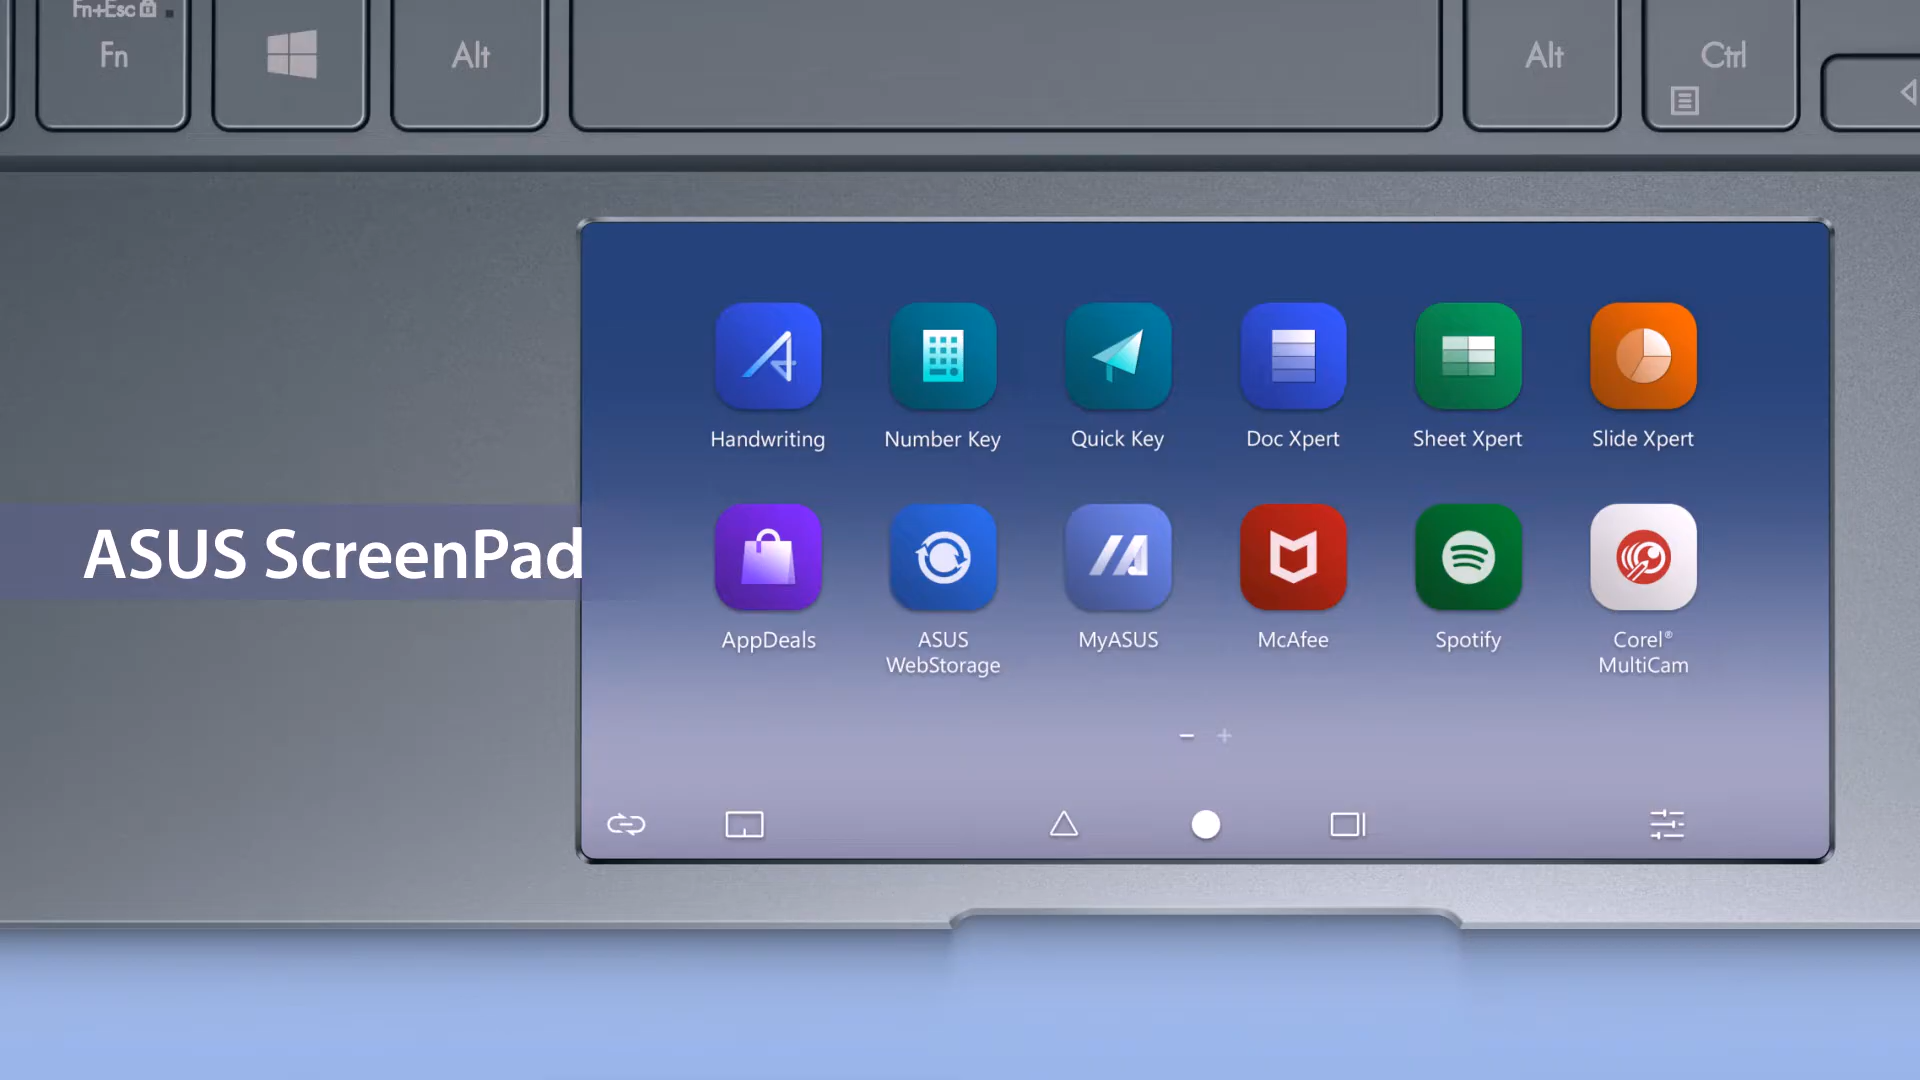 Fn+Esc
Fn
Alt
Alt
Ctrl
Handwriting
Number Key
Quick Key
Doc Xpert
Sheet Xpert
Slide Xpert
ASUS ScreenPad
AppDeals
ASUS
WebStorage
MyASUS
McAfee
Spotify
Corel®
MultiCam